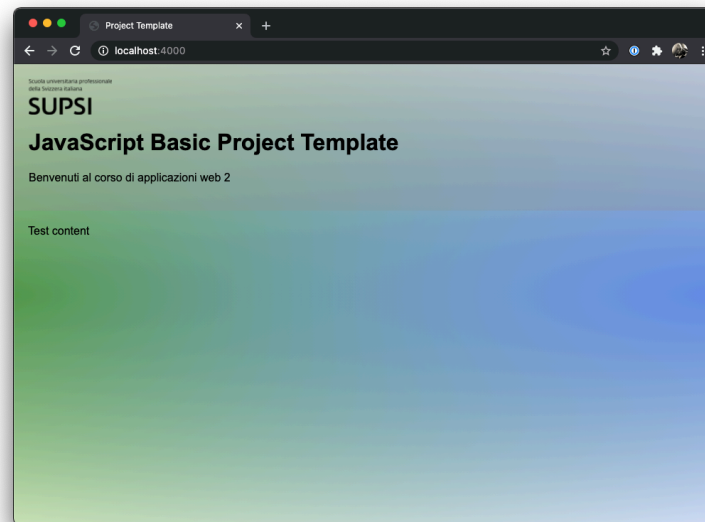 Project Template
localhost:4000
Scuola universitaria professionale
della Svizzera italiana
SUPSI
JavaScript Basic Project Template
Benvenuti al corso di applicazioni web 2
Test content